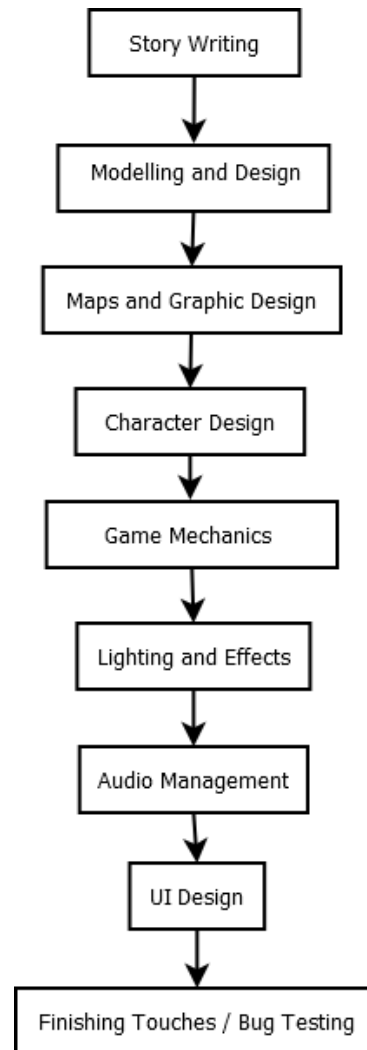 Story Writing
Modelling and Design
Maps and Graphic Design
Character Design
Game Mechanics
Lighting and Effects
Audio Management
UI Design
Finishing Touches / Bug Testing